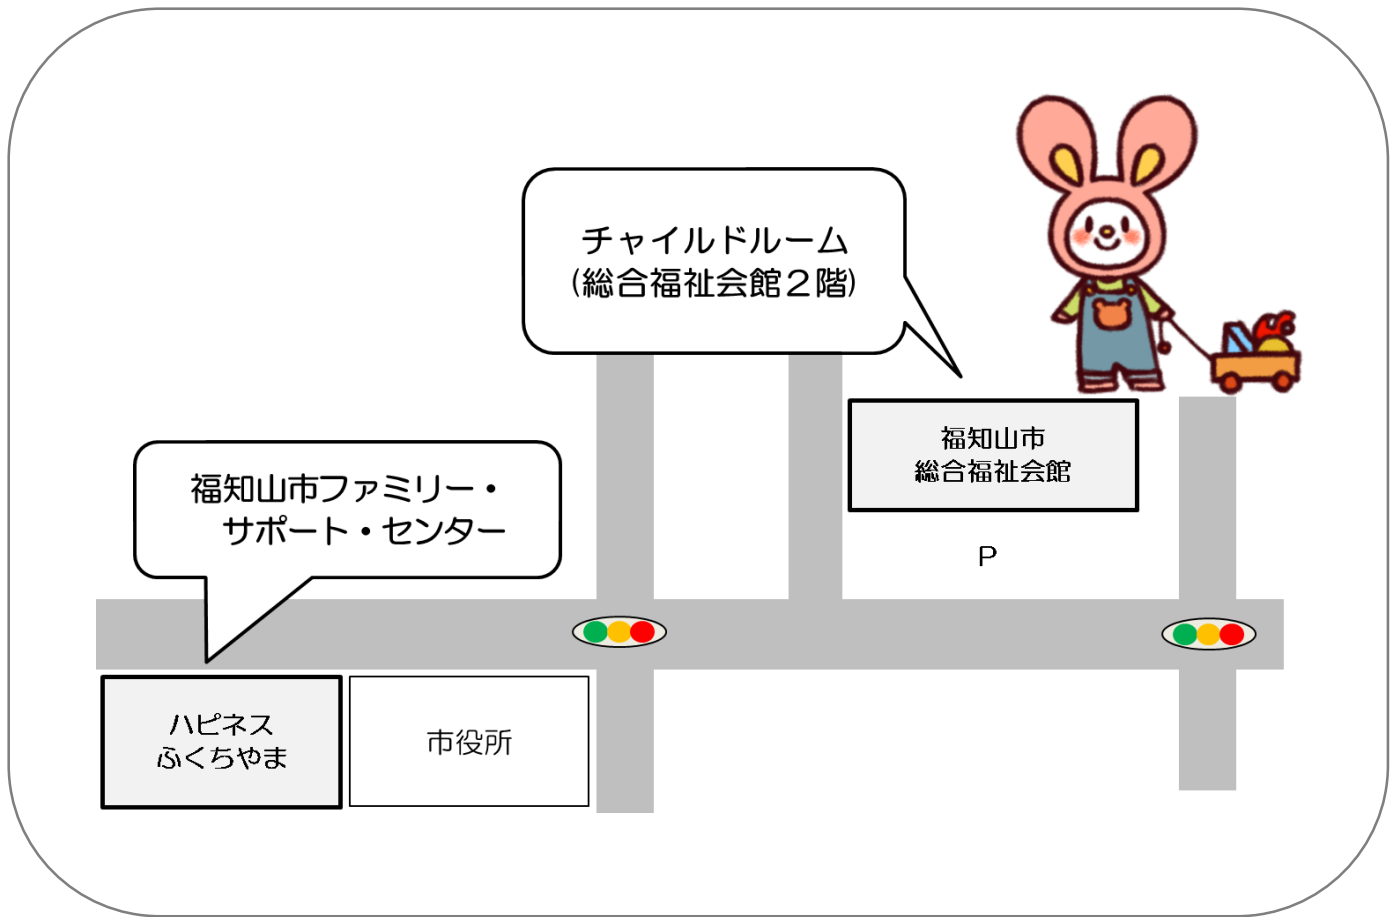 チャイルドルーム
(総合福祉会館２階)
福知山市
総合福祉会館
P
福知山市ファミリー・
サポート・センター
ハピネス
ふくちやま
市役所